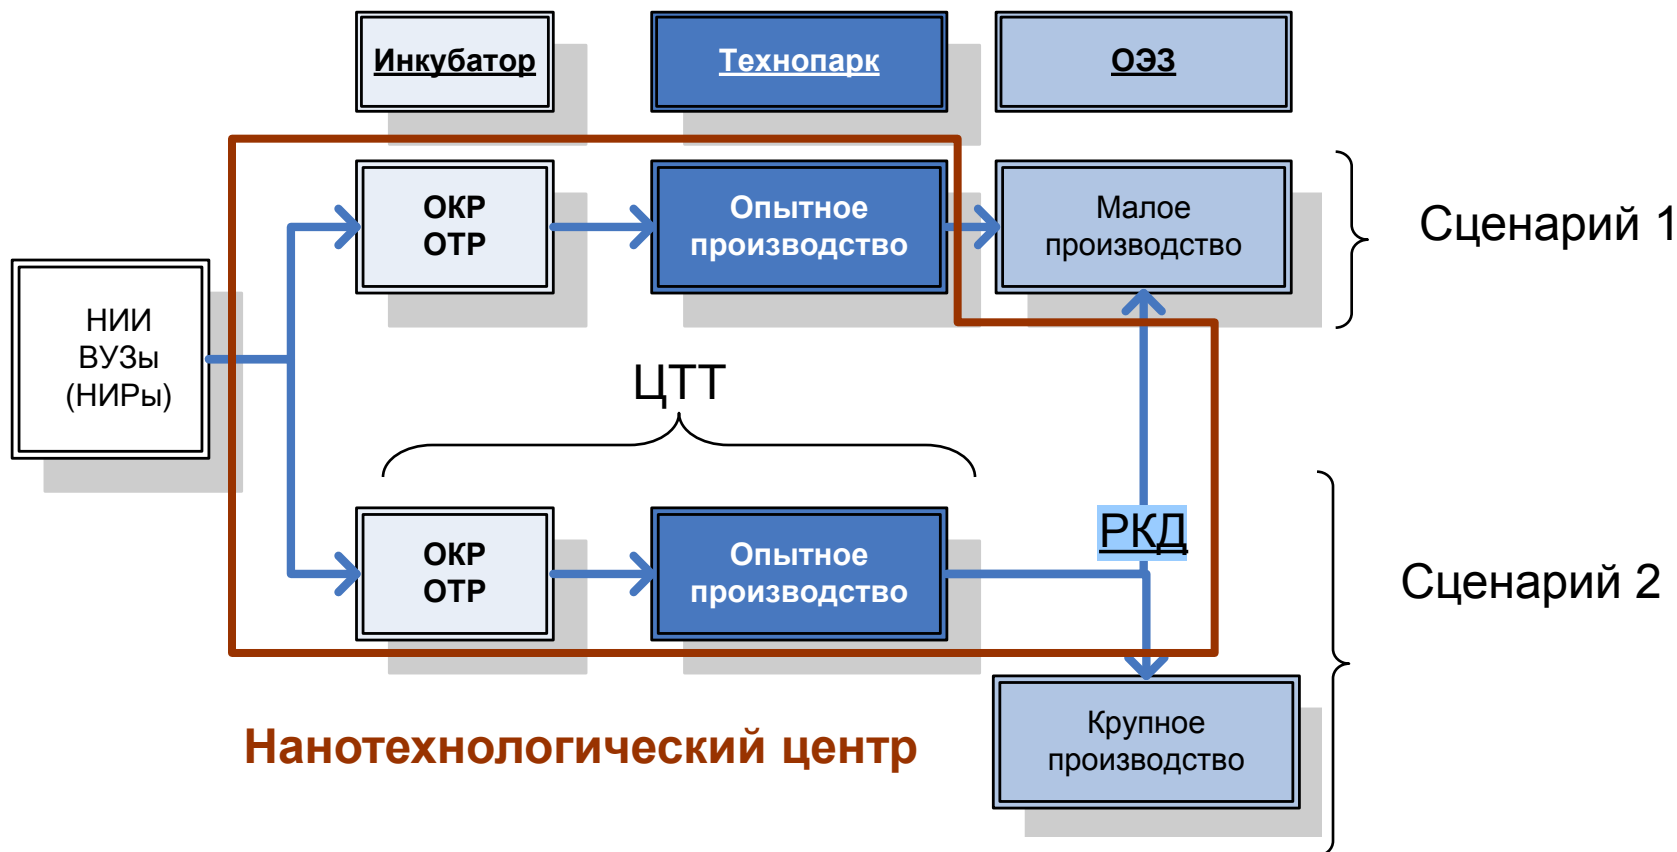 Инкубатор
Технопарк
ОЭЗ
ОКР
ОТР
Опытное
производство
Малое
производство
Сценарий 1
НИИ
ВУЗы
(НИРы)
ЦТТ
ОКР
ОТР
Опытное
производство
РКД
Сценарий 2
Крупное
производство
Нанотехнологический центр